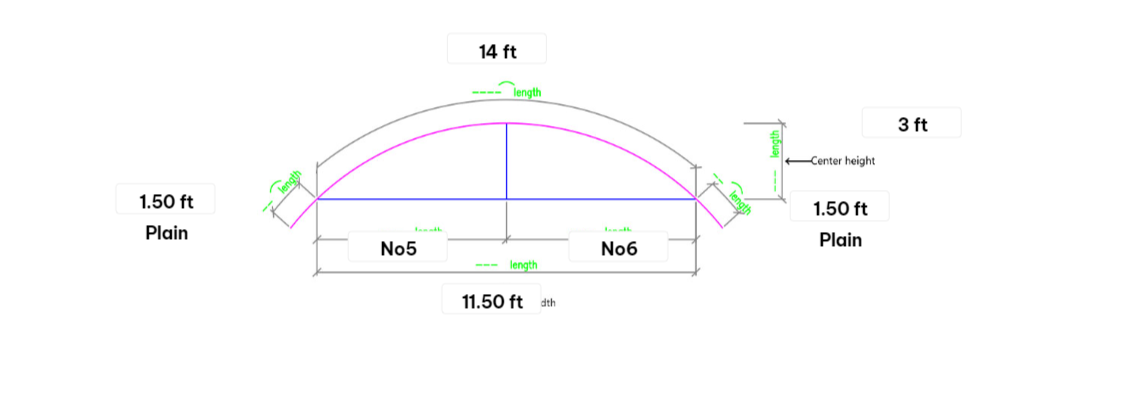 14 ft
length
3 ft
length
Center height
length
length
1.50 ft
Plain
1.50 ft
Plain
No5
No6
length
11.50 ft dth